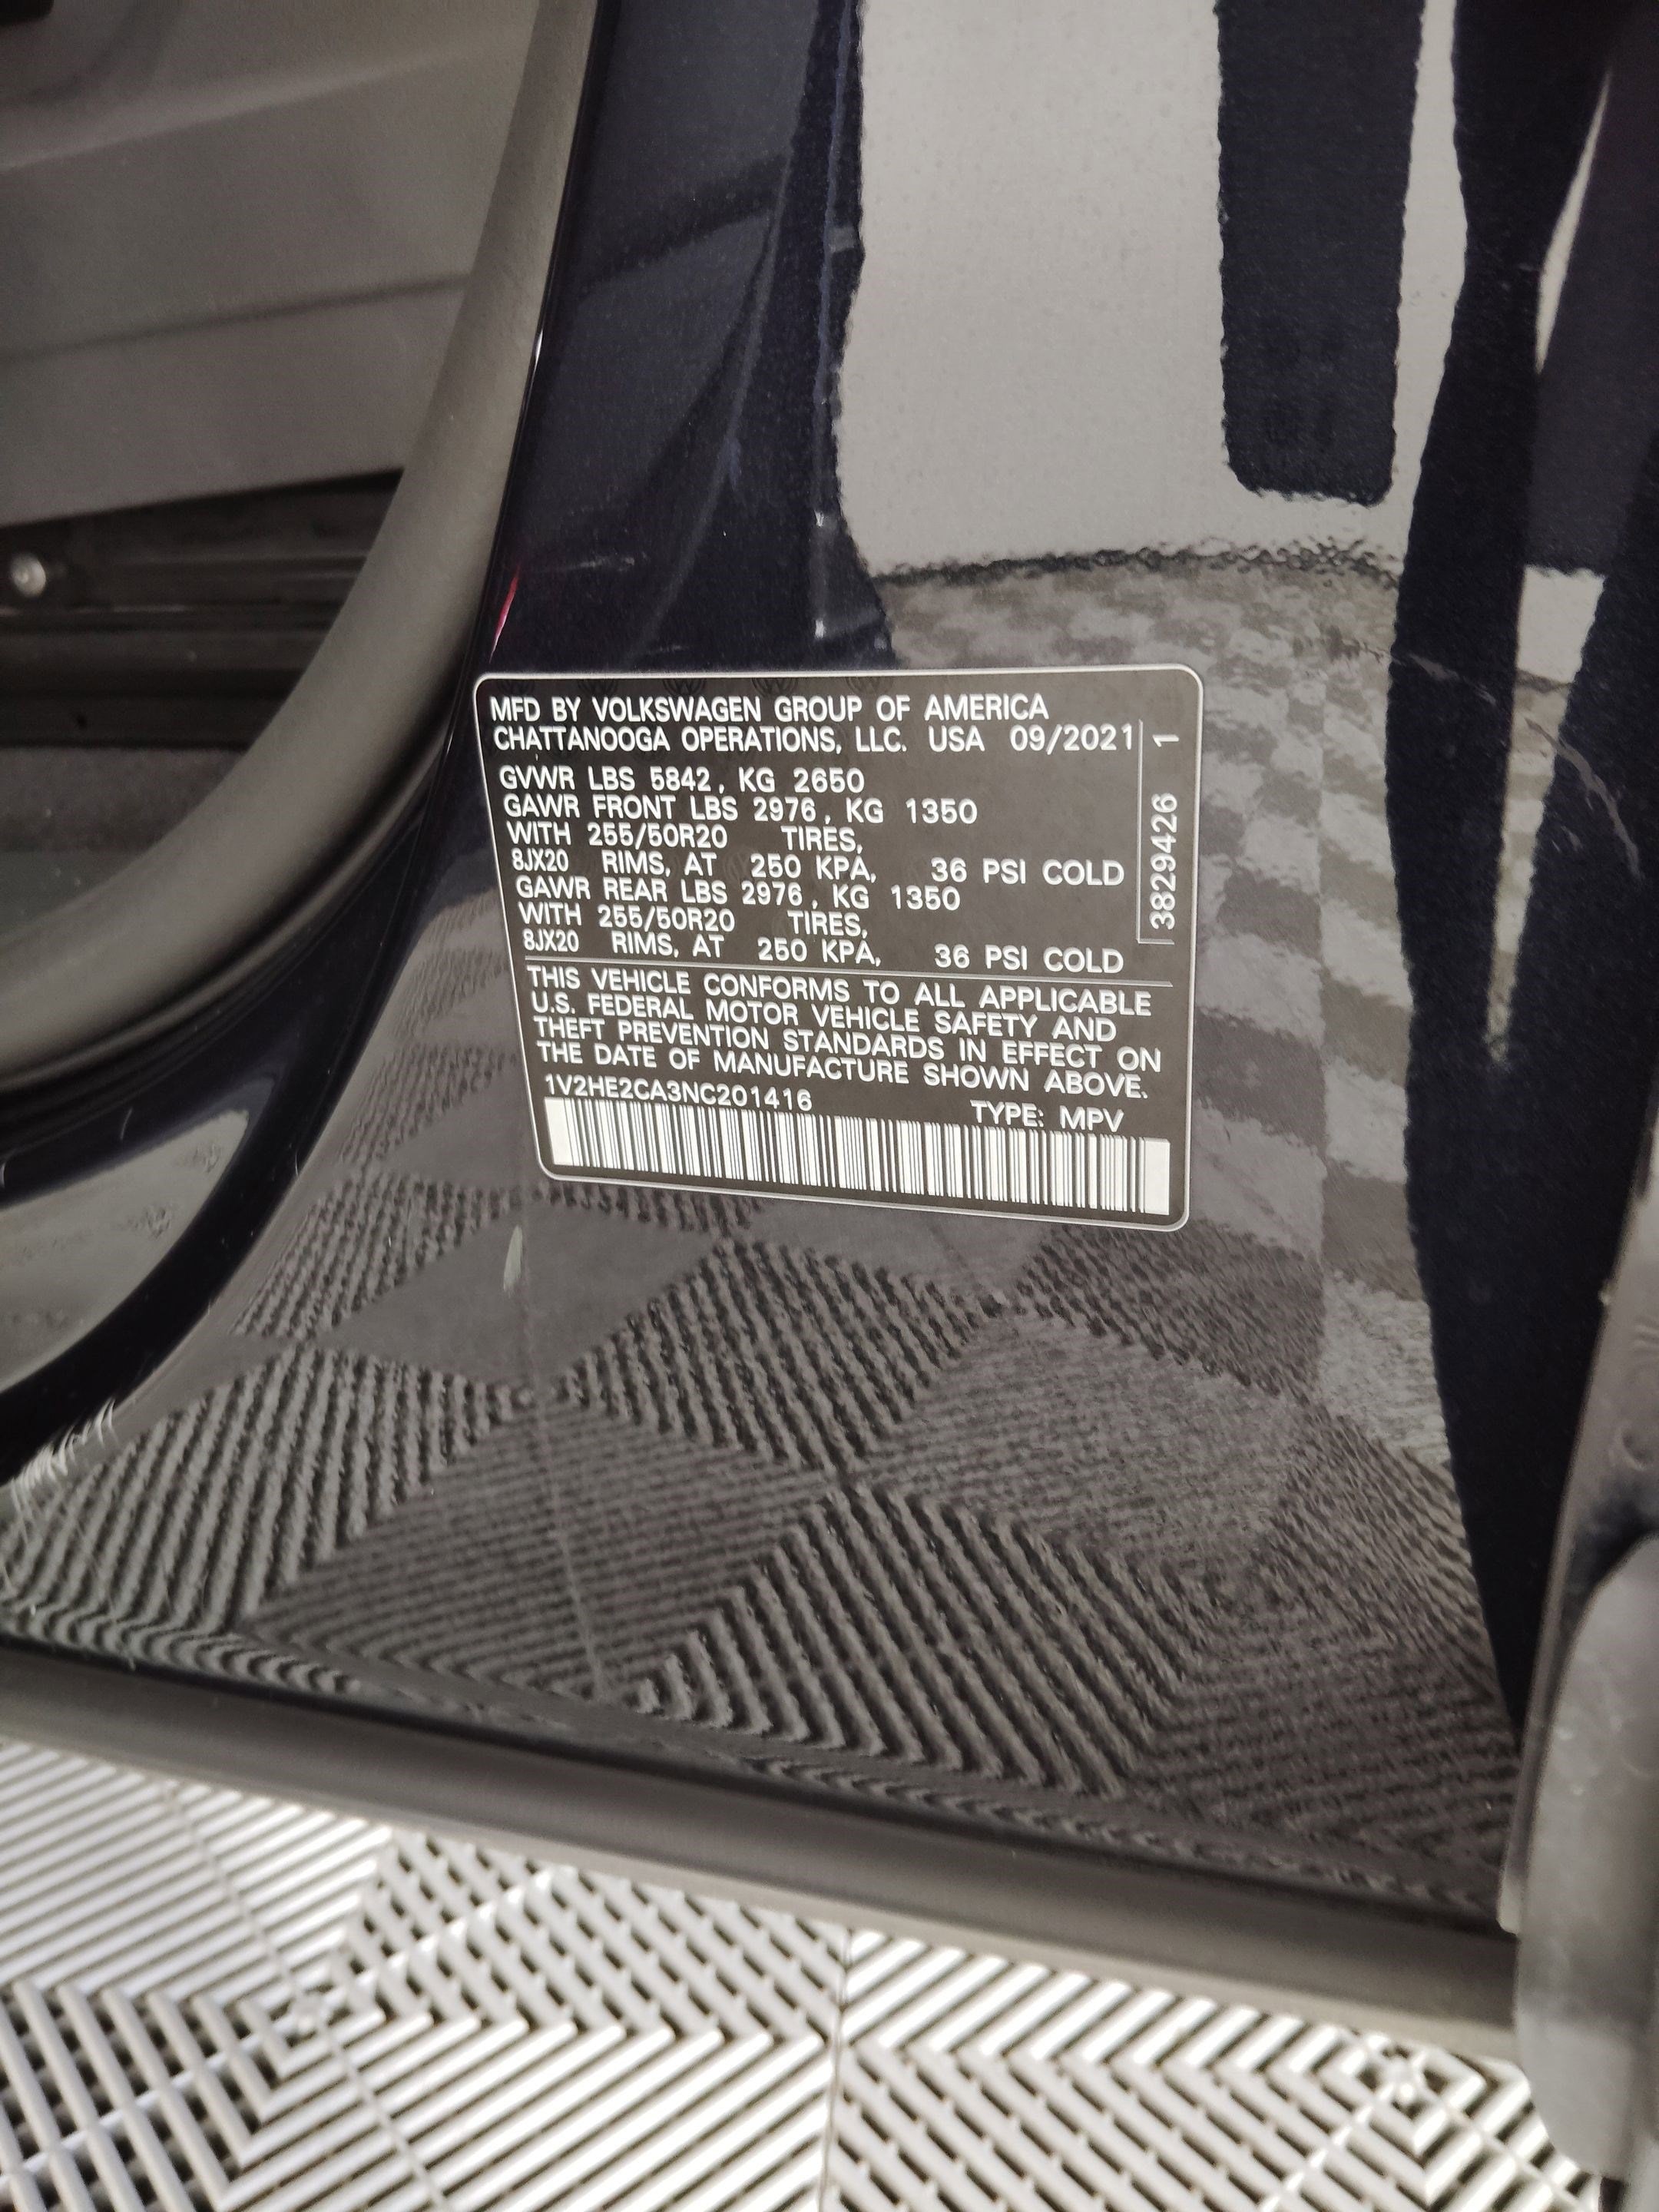 MFD BY VOLKSWAGEN GROUP OF AMERICA
CHATTANOOGA OPERATIONS, LLC. USA 09/2021
GVWR LBS 5842, KG 2650
GAWR FRONT LBS 2976, KG 1350
WITH 255/50R20 TIRES,
8JX20 RIMS, AT 250 KPA, 36 PSI COLD
GAWR REAR LBS 2976, KG 1350
WITH 255/50R20 TIRES,
8JX20 RIMS, AT 250 KPA, 36 PSI COLD
3829426 1
THIS VEHICLE CONFORMS TO ALL APPLICABLE
U.S. FEDERAL MOTOR VEHICLE SAFETY AND
THEFT PREVENTION STANDARDS IN EFFECT ON
THE DATE OF MANUFACTURE SHOWN ABOVE.
1V2HE2CA3NC201416 TYPE: MPV